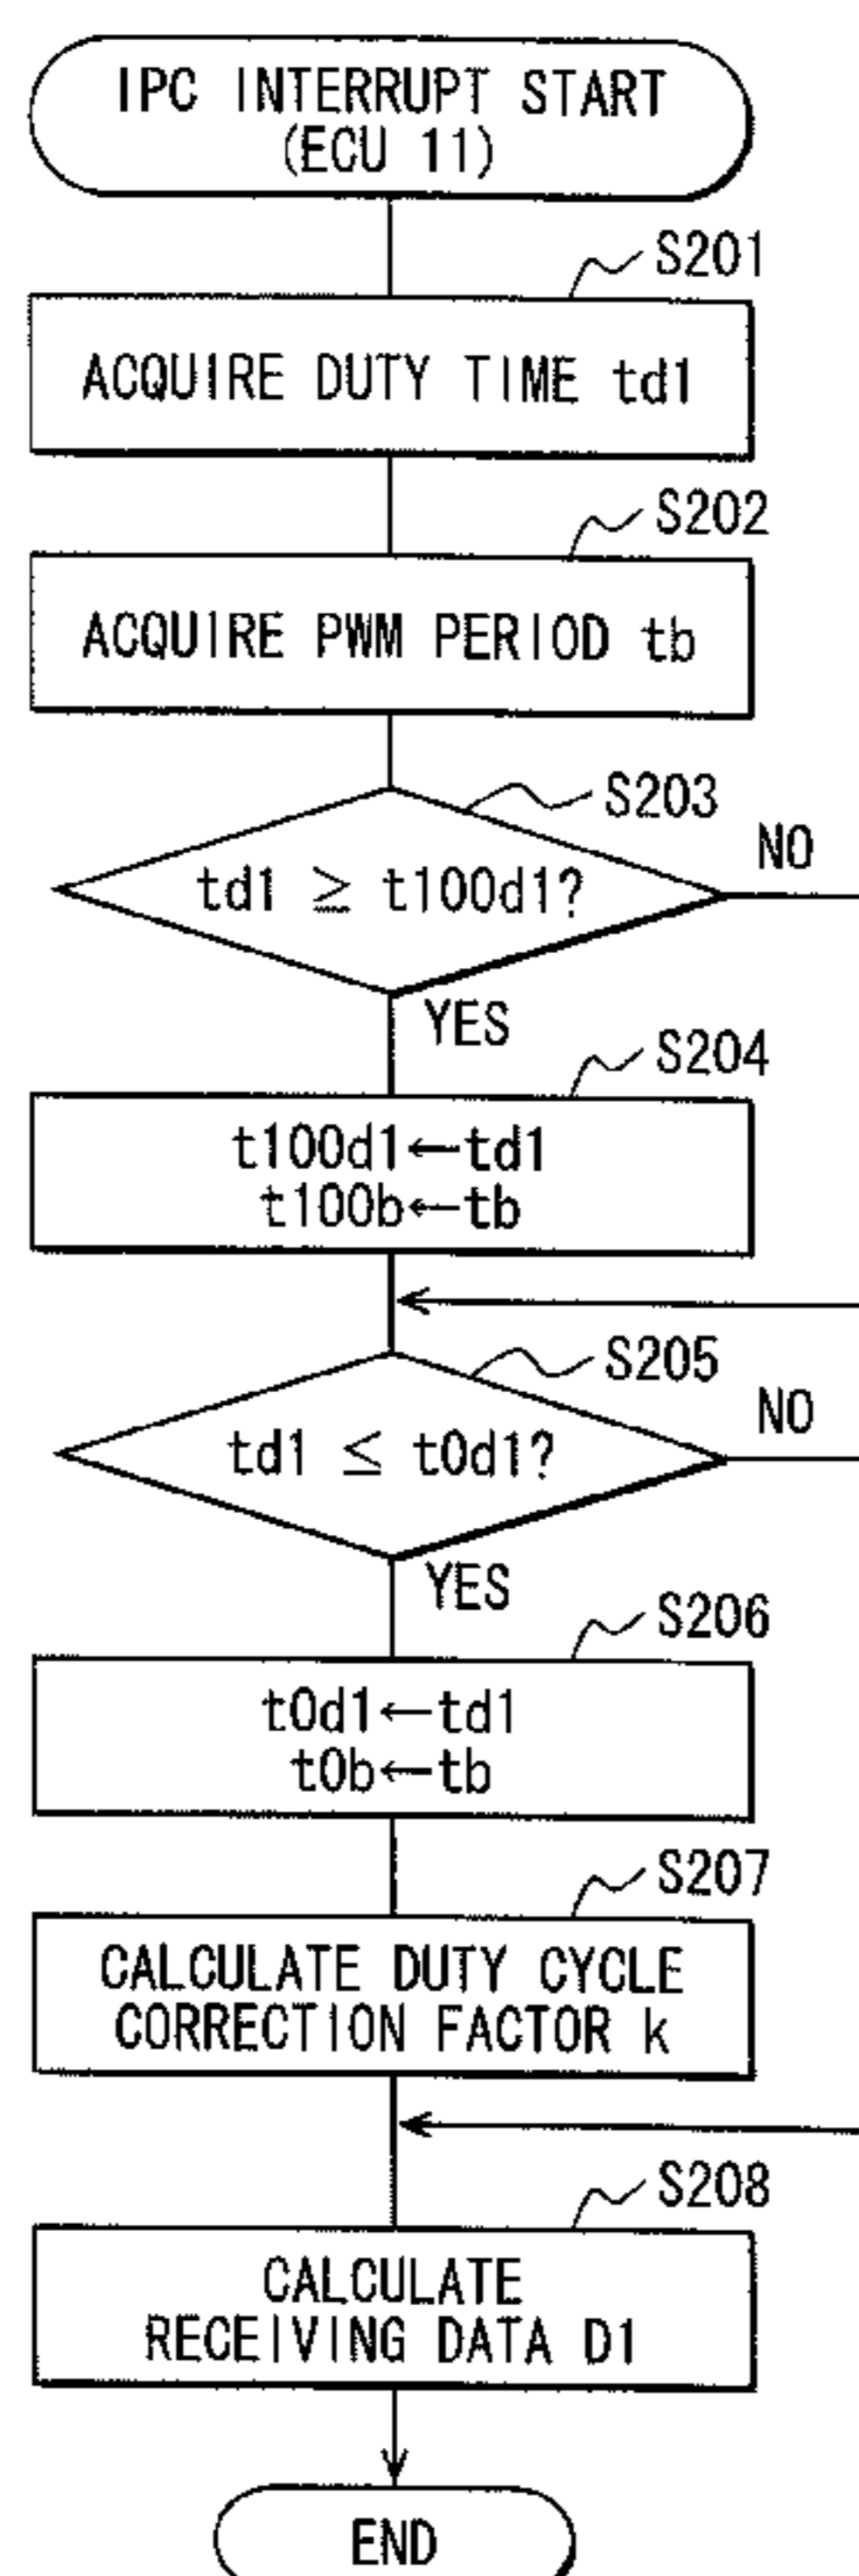 IPC INTERRUPT START
(ECU 11)
S201
ACQUIRE DUTY TIME td1
S202
ACQUIRE PWM PERIOD tb
S203
td1 ≥ t100d1?
NO
YES
S204
t100d1←td1
t100b←tb
S205
td1 ≤ t0d1?
NO
YES
S206
t0d1←td1
t0b←tb
S207
CALCULATE DUTY CYCLE
CORRECTION FACTOR k
S208
CALCULATE
RECEIVING DATA D1
END